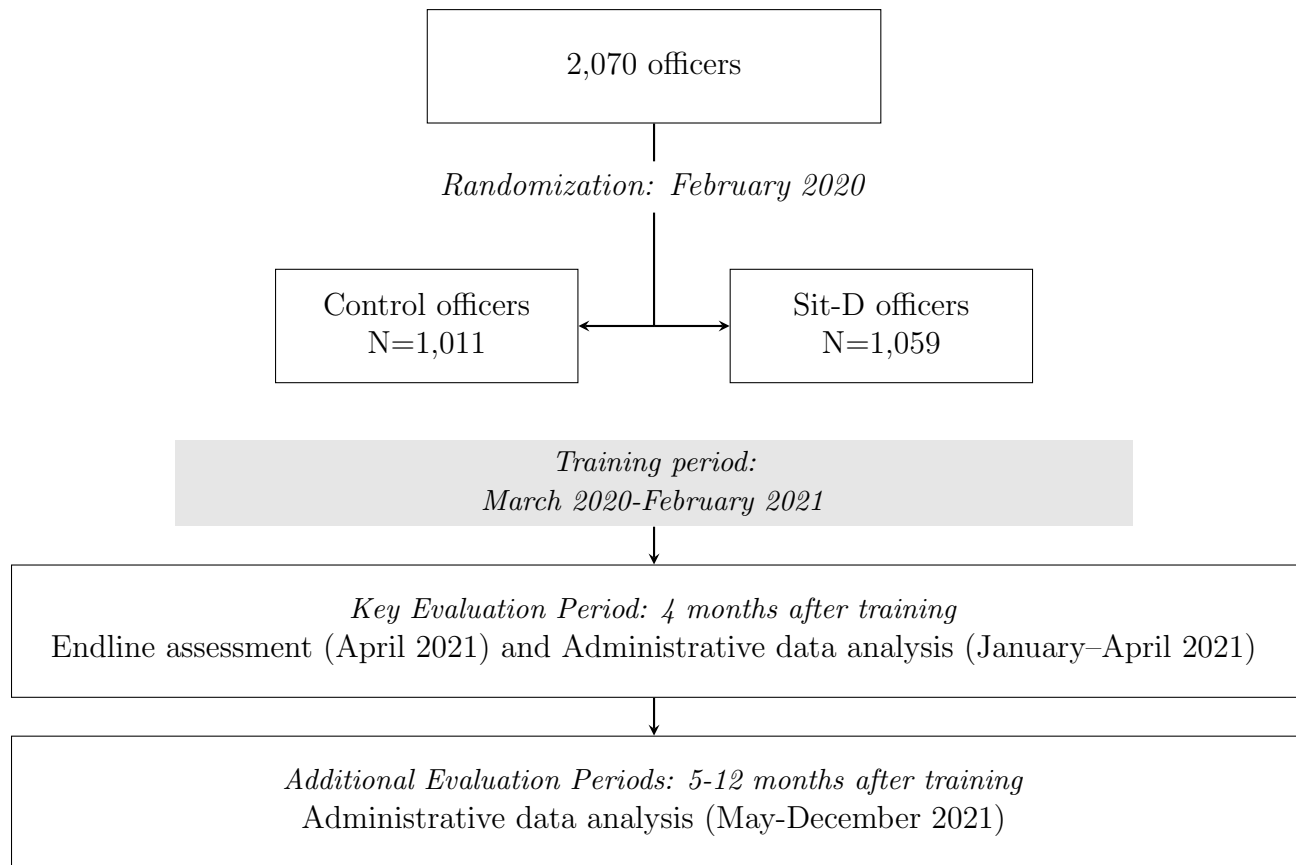 2,070 officers
Randomization: February 2020
Control officers
N=1,011
Sit-D officers
N=1,059
Training period:
March 2020-February 2021
Key Evaluation Period: 4 months after training
Endline assessment (April 2021) and Administrative data analysis (January–April 2021)
Additional Evaluation Periods: 5-12 months after training
Administrative data analysis (May-December 2021)